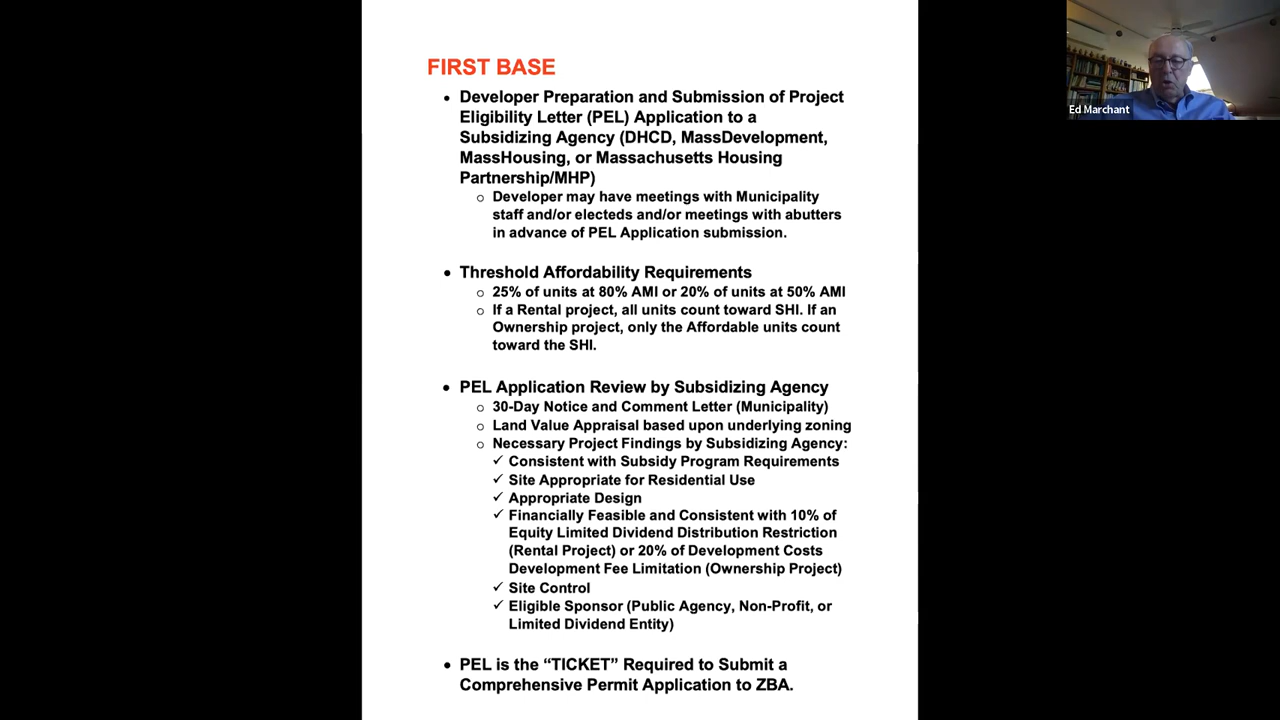 FIRST BASE
• Developer Preparation and Submission of Project
Eligibility Letter (PEL) Application to a
Subsidizing Agency (DHCD, MassDevelopment,
MassHousing, or Massachusetts Housing
Partnership/MHP)
o Developer may have meetings with Municipality
staff and/or electeds and/or meetings with abutters
in advance of PEL Application submission.
• Threshold Affordability Requirements
o 25% of units at 80% AMI or 20% of units at 50% AMI
o If a Rental project, all units count toward SHI. If an
Ownership project, only the Affordable units count
toward the SHI.
• PEL Application Review by Subsidizing Agency
o 30-Day Notice and Comment Letter (Municipality)
o Land Value Appraisal based upon underlying zoning
o Necessary Project Findings by Subsidizing Agency:
✓ Consistent with Subsidy Program Requirements
✓ Site Appropriate for Residential Use
✓ Appropriate Design
✓ Financially Feasible and Consistent with 10% of
Equity Limited Dividend Distribution Restriction
(Rental Project) or 20% of Development Costs
Development Fee Limitation (Ownership Project)
✓ Site Control
✓ Eligible Sponsor (Public Agency, Non-Profit, or
Limited Dividend Entity)
• PEL is the “TICKET” Required to Submit a
Comprehensive Permit Application to ZBA.
Ed Marchant